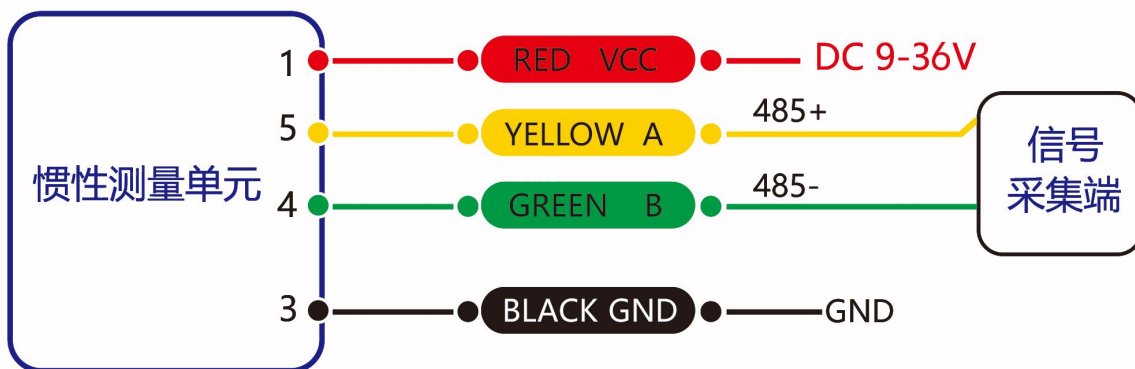 惯性测量单元
1 RED VCC DC 9-36V
5 YELLOW A 485+
4 GREEN B 485-
3 BLACK GND GND
信号
采集端